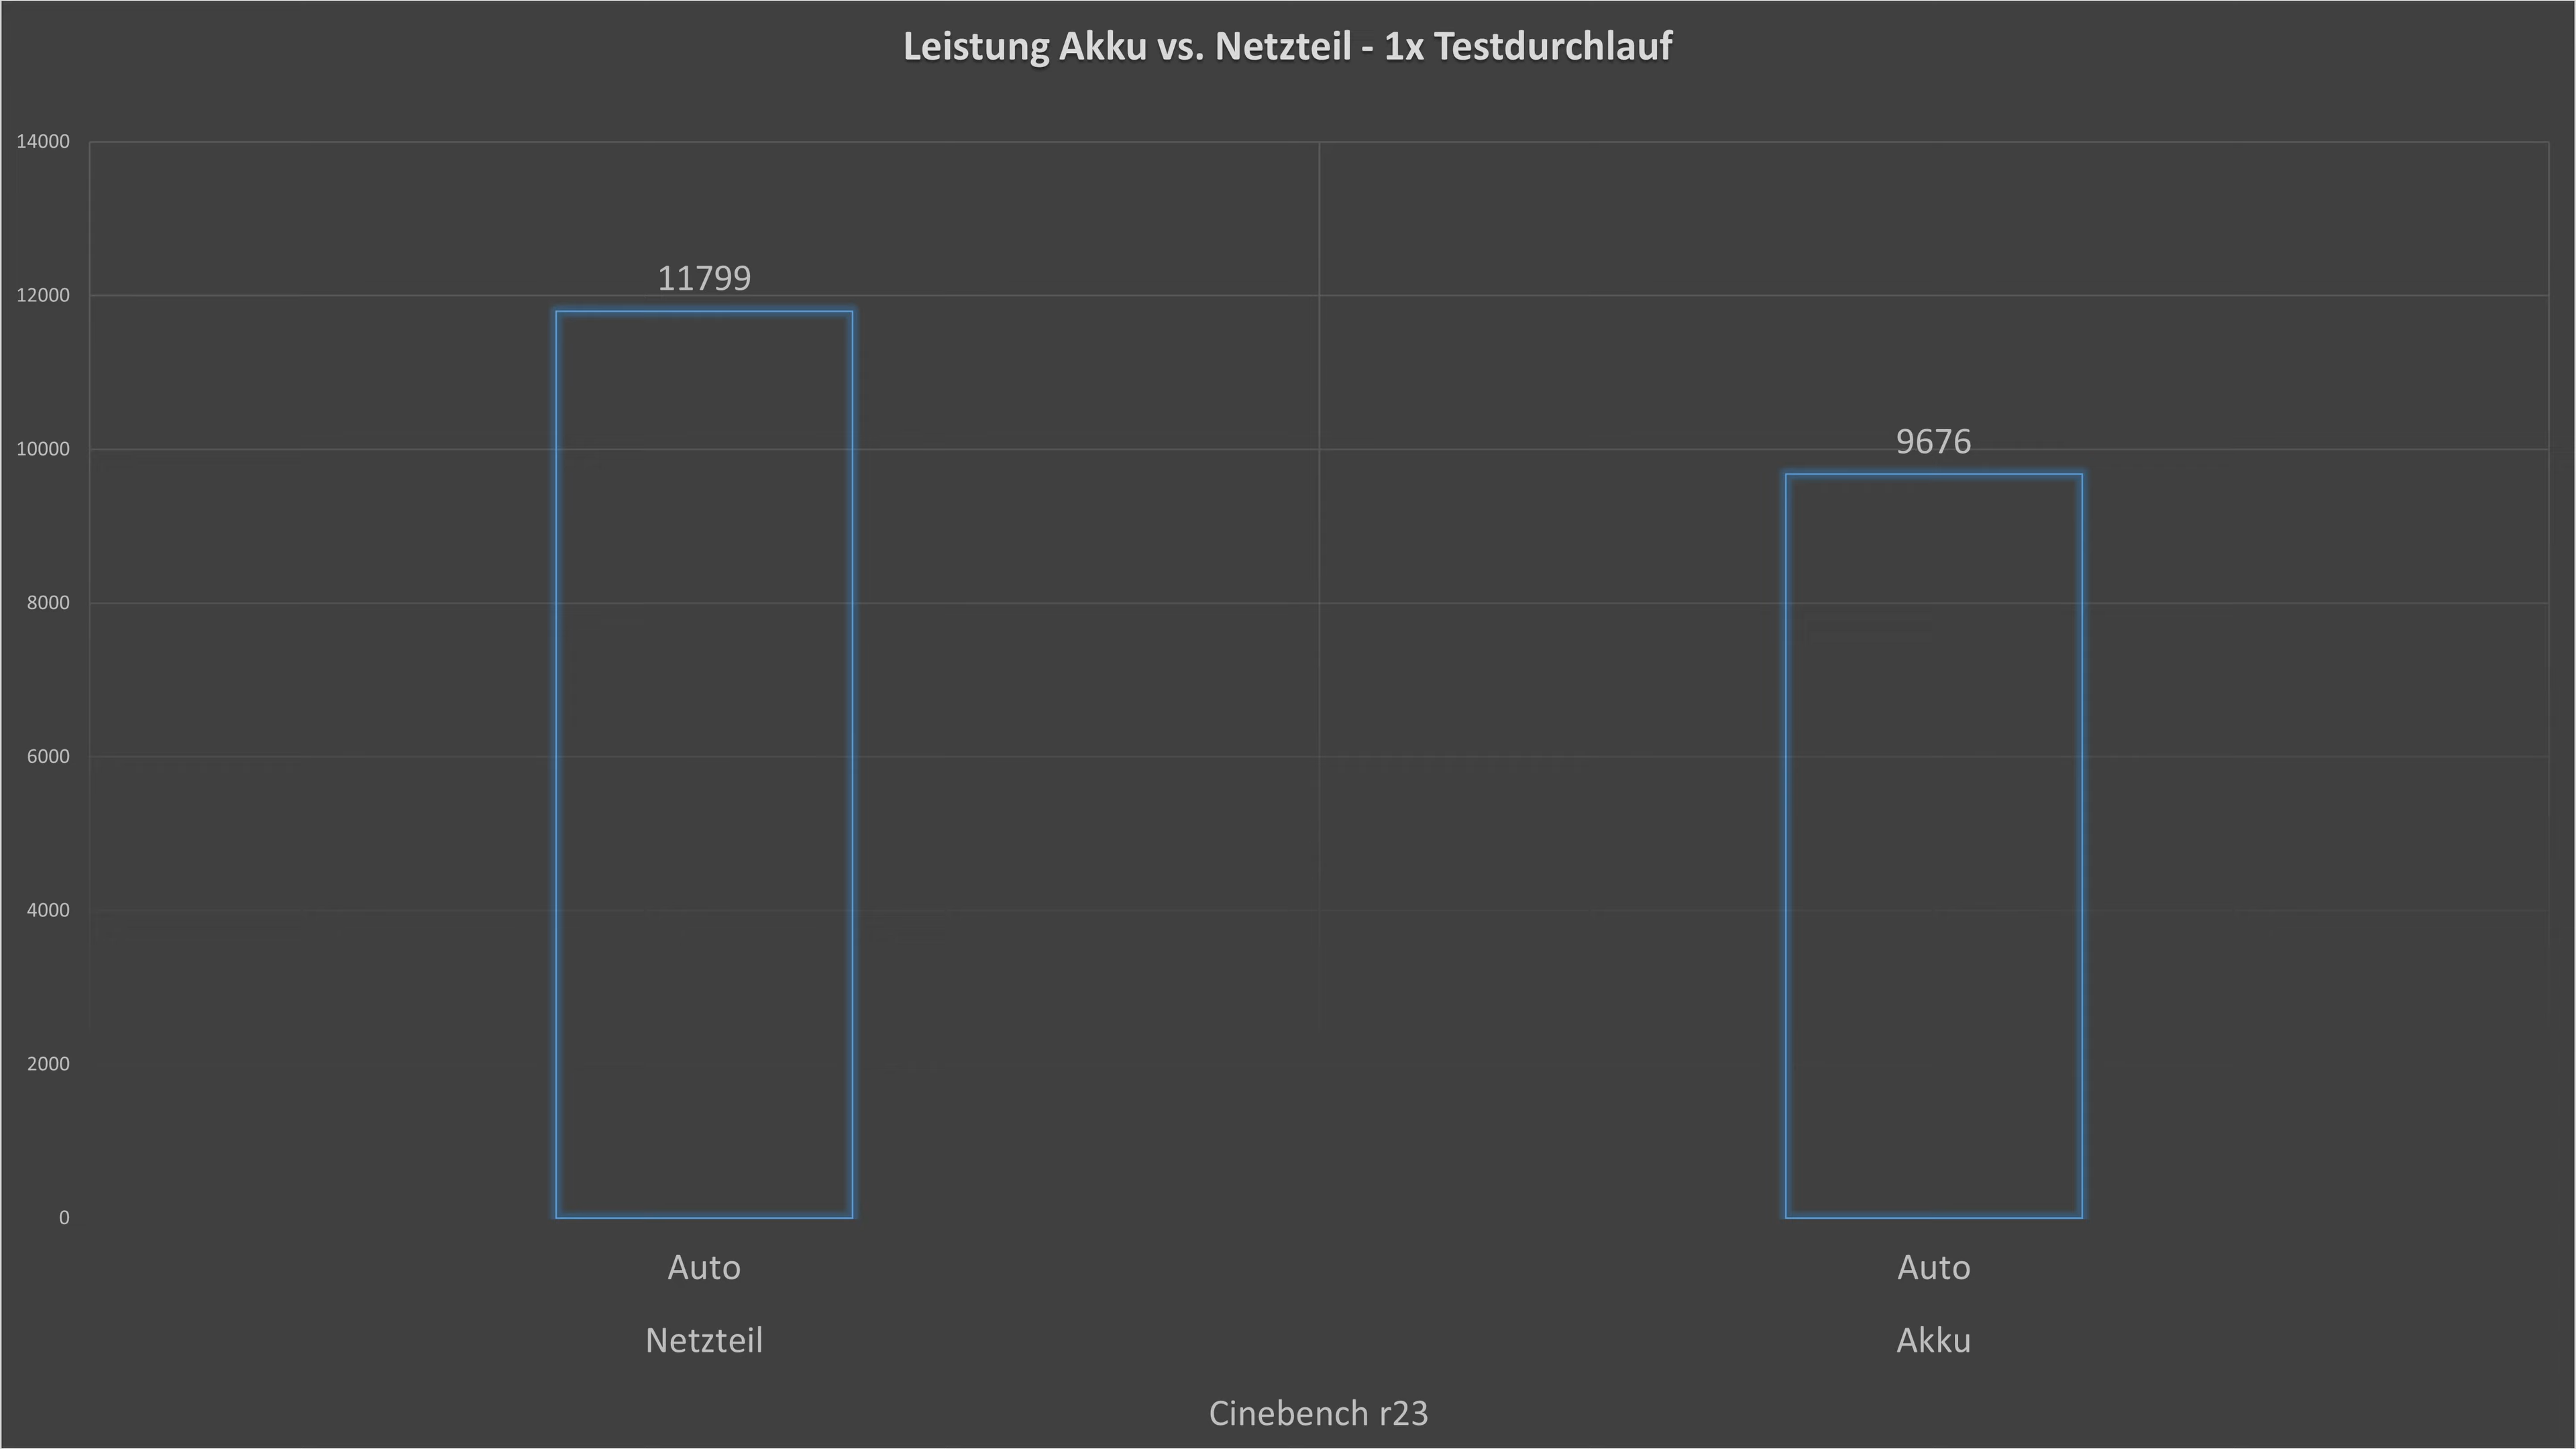 Leistung Akku vs. Netzteil - 1x Testdurchlauf
14000
12000
10000
8000
6000
4000
2000
0
11799
9676
Auto
Auto
Netzteil
Akku
Cinebench r23